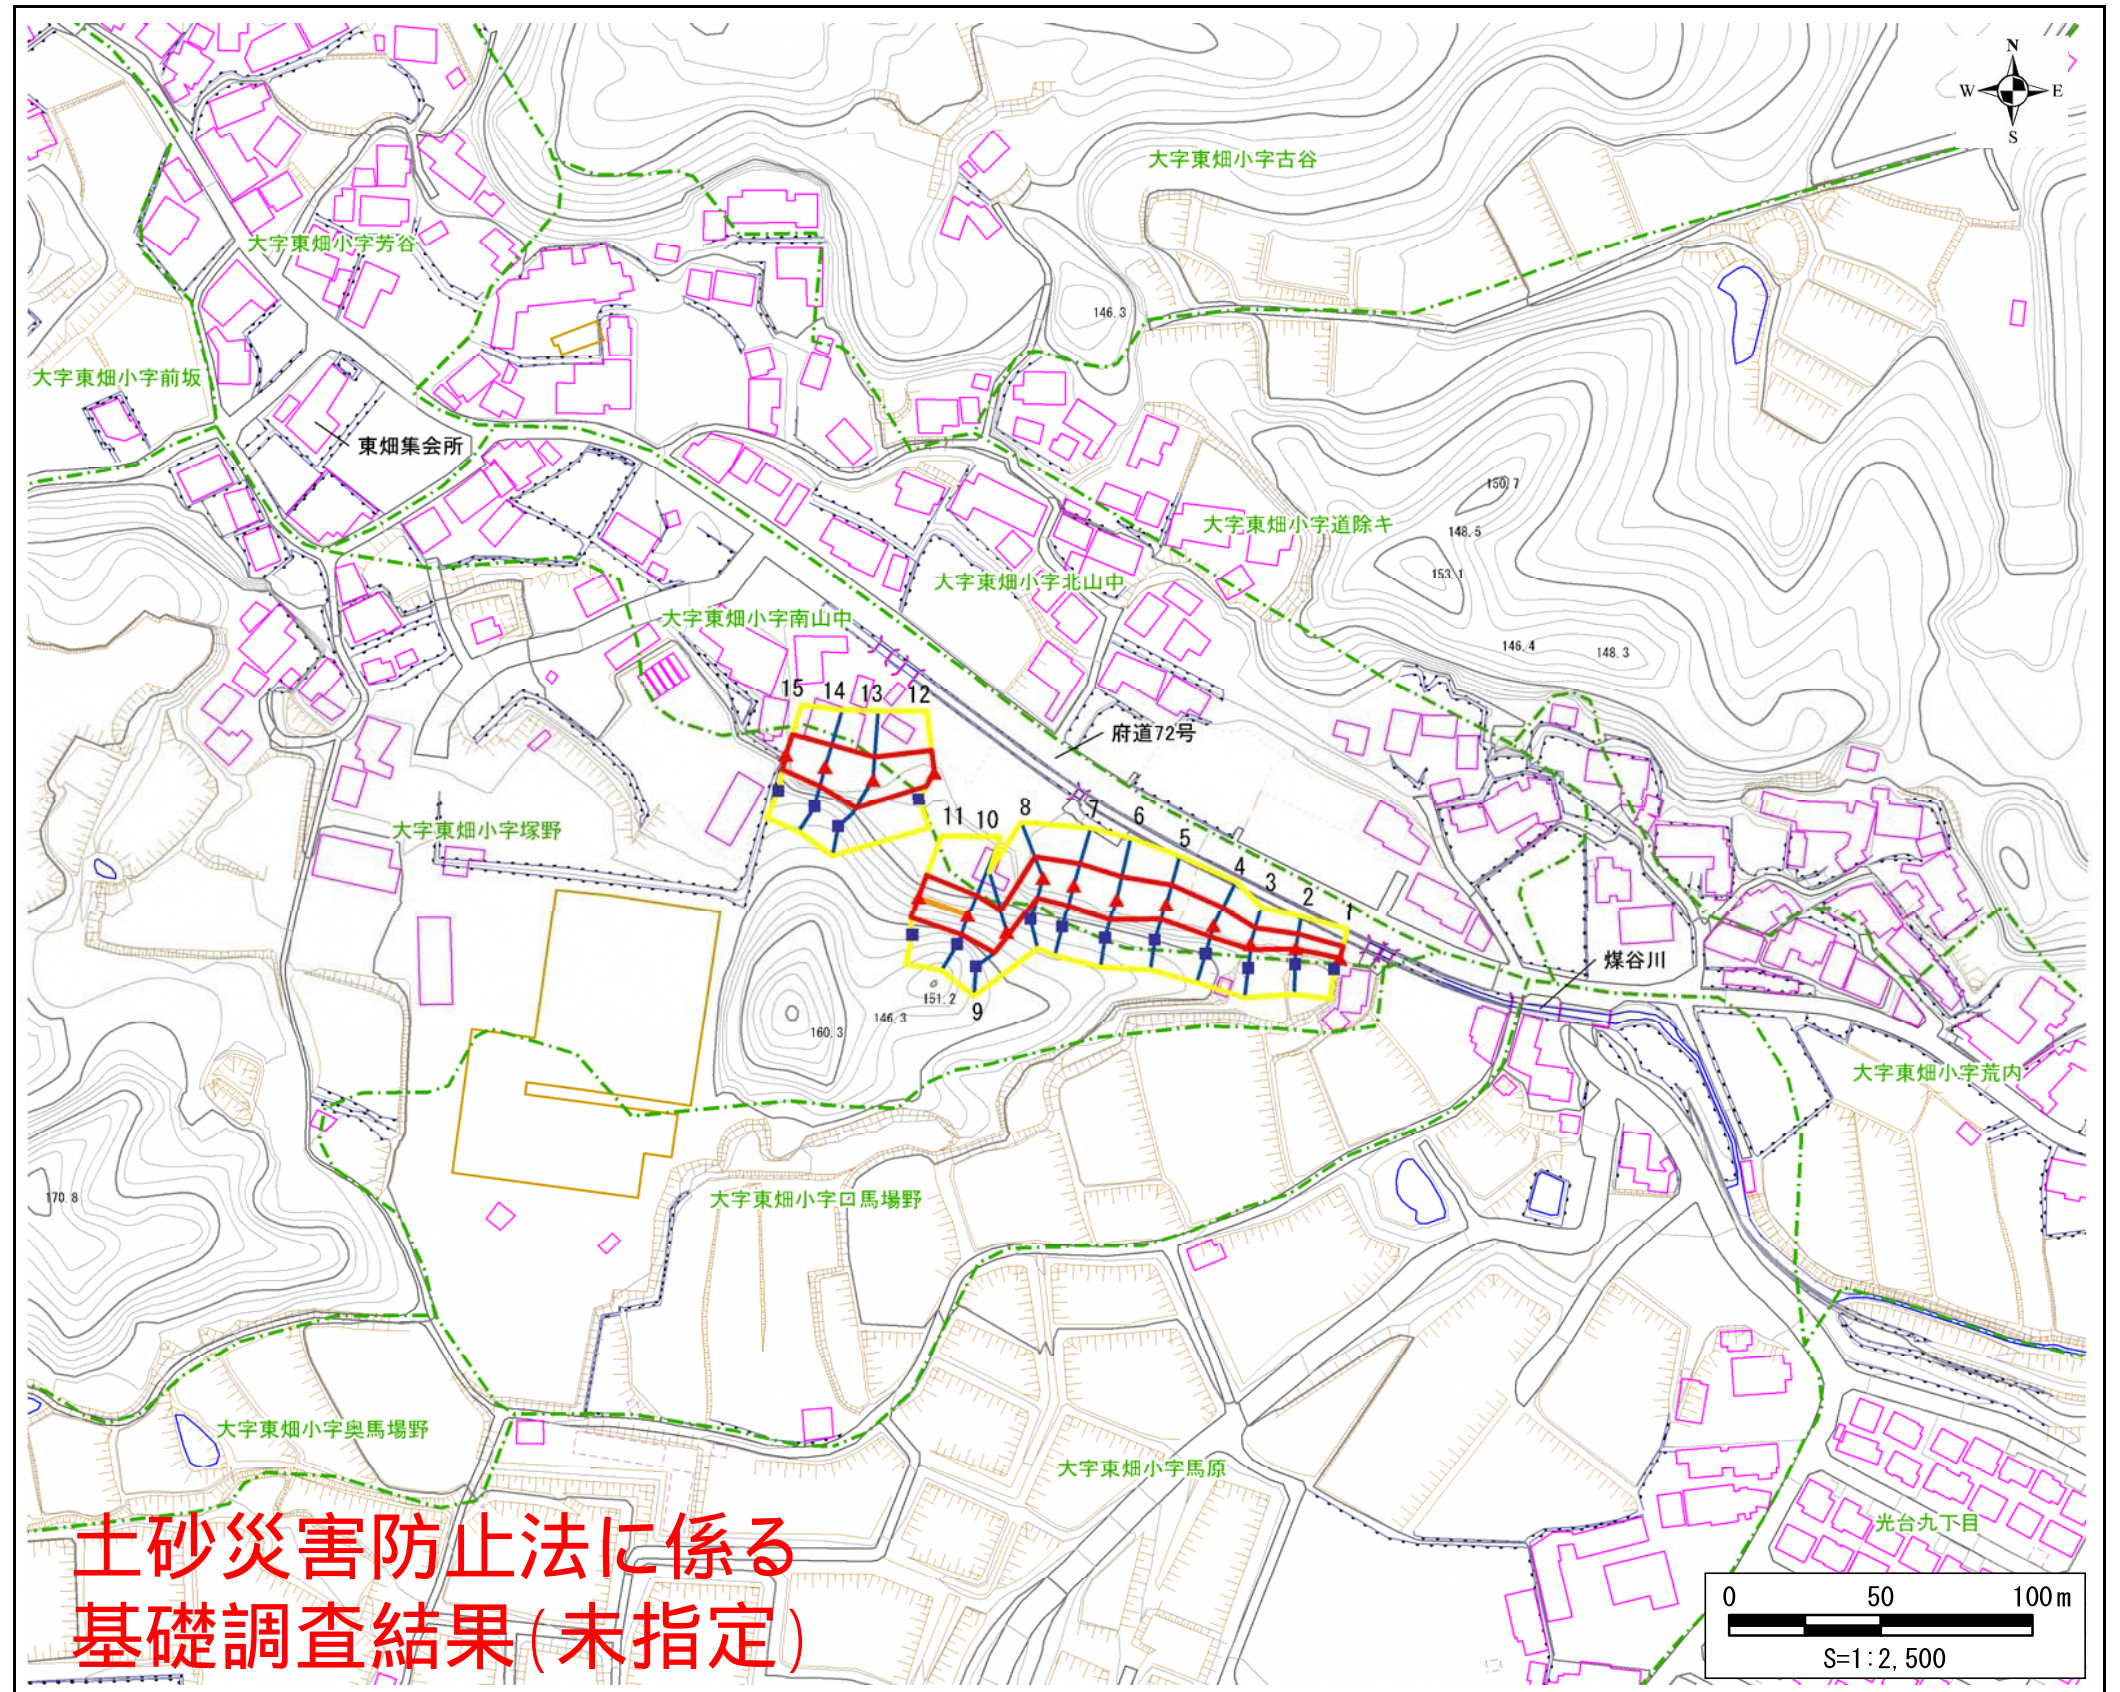 N
W E
S
大字東畑小字古谷
大字東畑小字芳谷
146.3
大字東畑小字前坂
東畑集会所
150.7
148.5
153.1
大字東畑小字道除キ
大字東畑小字北山中
大字東畑小字南山中
146.4
148.3
15 14 13 12
府道72号
11 10 8 7 6 5 4 3 2 1
大字東畑小字塚野
煤谷川
151.2
146.3
9
160.3
大字東畑小字荒内
170.8
大字東畑小字口馬場野
大字東畑小字奥馬場野
大字東畑小字馬原
光台九丁目
土砂災害防止法に係る
基礎調査結果(未指定)
0 50 100m
S=1:2,500